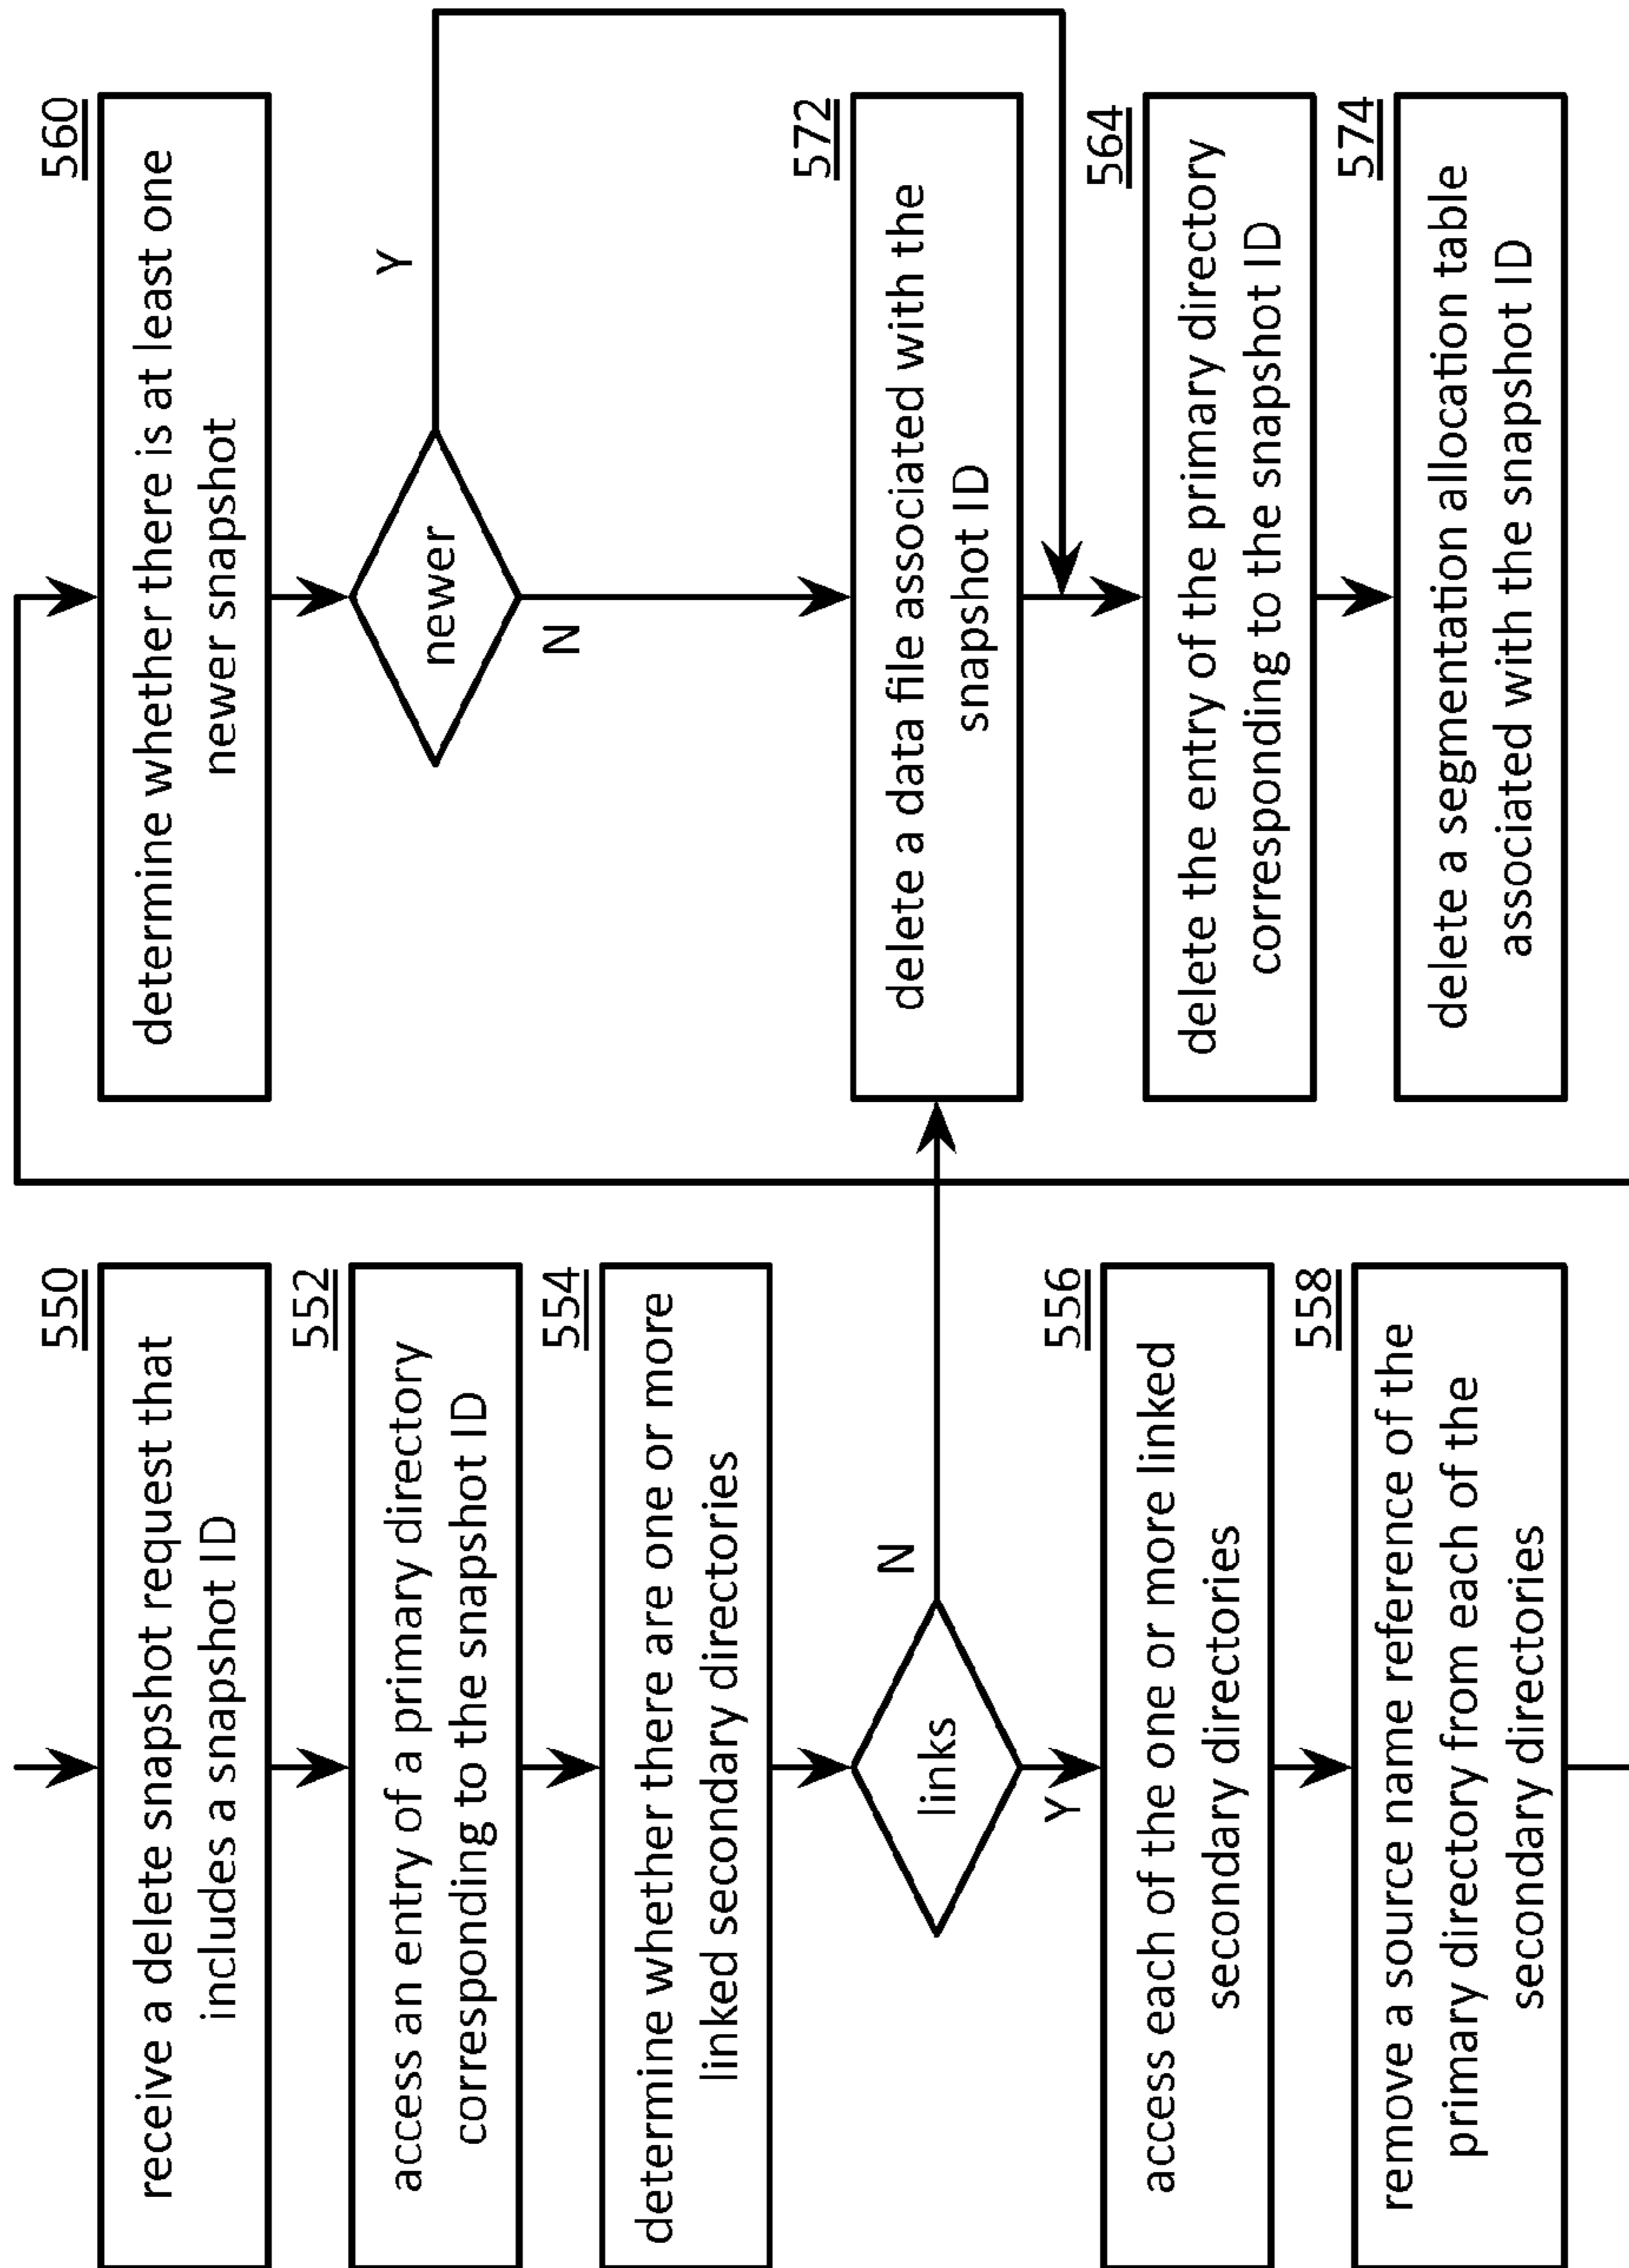 550
receive a delete snapshot request that
includes a snapshot ID
552
access an entry of a primary directory
corresponding to the snapshot ID
554
determine whether there are one or more
linked secondary directories
links
N
Y
556
access each of the one or more linked
secondary directories
558
remove a source name reference of the
primary directory from each of the
secondary directories
560
determine whether there is at least one
newer snapshot
newer
Y
N
572
delete a data file associated with the
snapshot ID
564
delete the entry of the primary directory
corresponding to the snapshot ID
574
delete a segmentation allocation table
associated with the snapshot ID